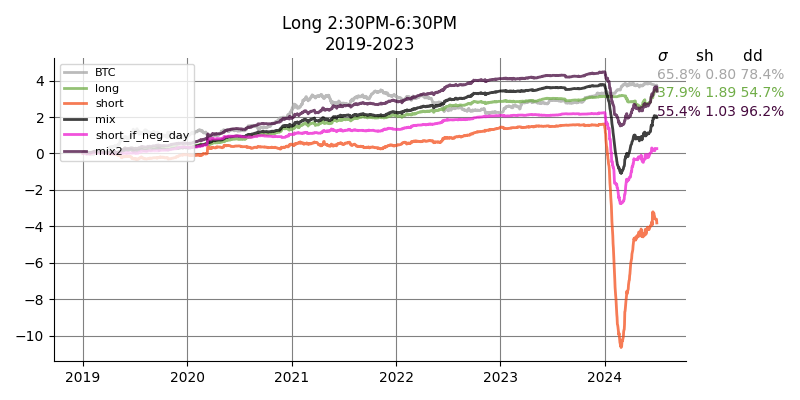 Long 2:30PM-6:30PM
2019-2023
σ sh dd
65.8% 0.80 78.4%
37.9% 1.89 54.7%
55.4% 1.03 96.2%
BTC
long
short
mix
short_if_neg_day
mix2
4
2
0
−2
−4
−6
−8
−10
2019 2020 2021 2022 2023 2024